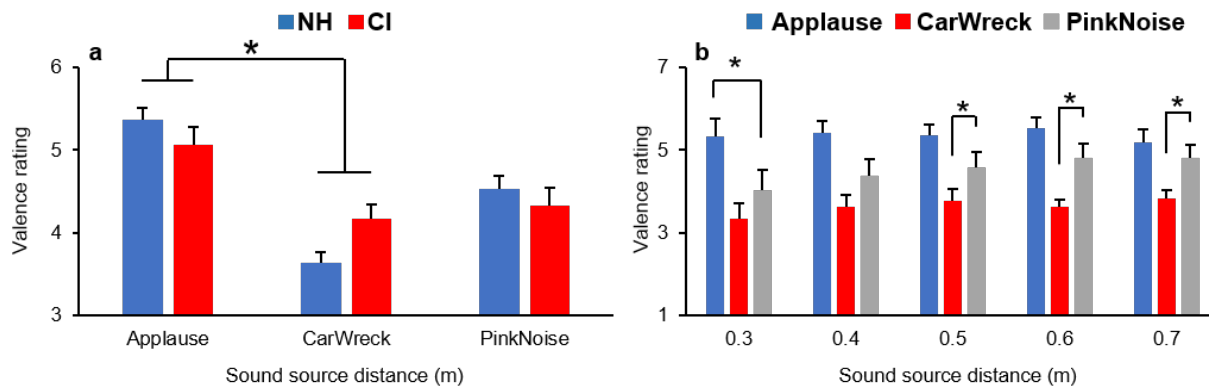 NH CI
a
*
6
5
4
3
Valence rating
Applause CarWreck PinkNoise
Sound source distance (m)
Applause CarWreck PinkNoise
b
* * * *
7
5
3
1
Valence rating
0.3 0.4 0.5 0.6 0.7
Sound source distance (m)